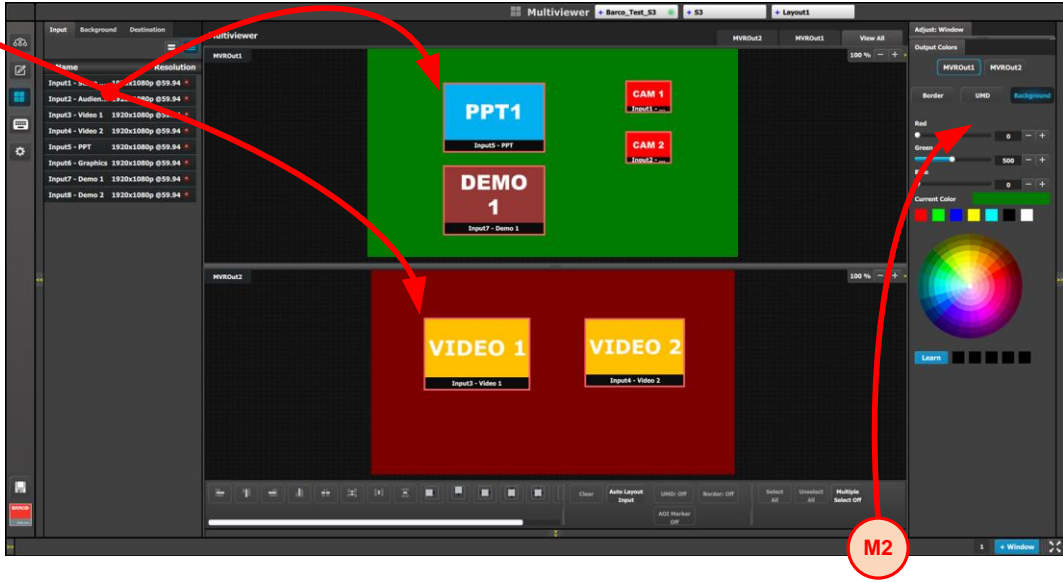 Multiviewer
+ Barco_Test_S3
+ S3
+ Layout1
Input Background Destination
Name Resolution
1920x1080p @59.94
Input2 - Audien... 1920x1080p @59.94
Input3 - Video 1 1920x1080p @59.94
Input4 - Video 2 1920x1080p @59.94
Input5 - PPT 1920x1080p @59.94
Input6 - Graphics 1920x1080p @59.94
Input7 - Demo 1 1920x1080p @59.94
Input8 - Demo 2 1920x1080p @59.94
Multiviewer
MVROut2 MVROut1 View All
MVROut1
100 % - +
PPT1
Input5 - PPT
CAM 1
Input1 - ...
CAM 2
Input2 - ...
DEMO
1
Input7 - Demo 1
MVROut2
100 % - +
VIDEO 1
Input3 - Video 1
VIDEO 2
Input4 - Video 2
Clear
Auto Layout
Input
UMD: Off
Border: Off
Select
All
Unselect
All
Multiple
Select Off
AOI Marker
Off
Adjust: Window
Output Colors
MVROut1 MVROut2
Border UMD Background
Red
0 - +
Green
500 - +
0 - +
Current Color
Learn
BARCO
M2
1
+ Window